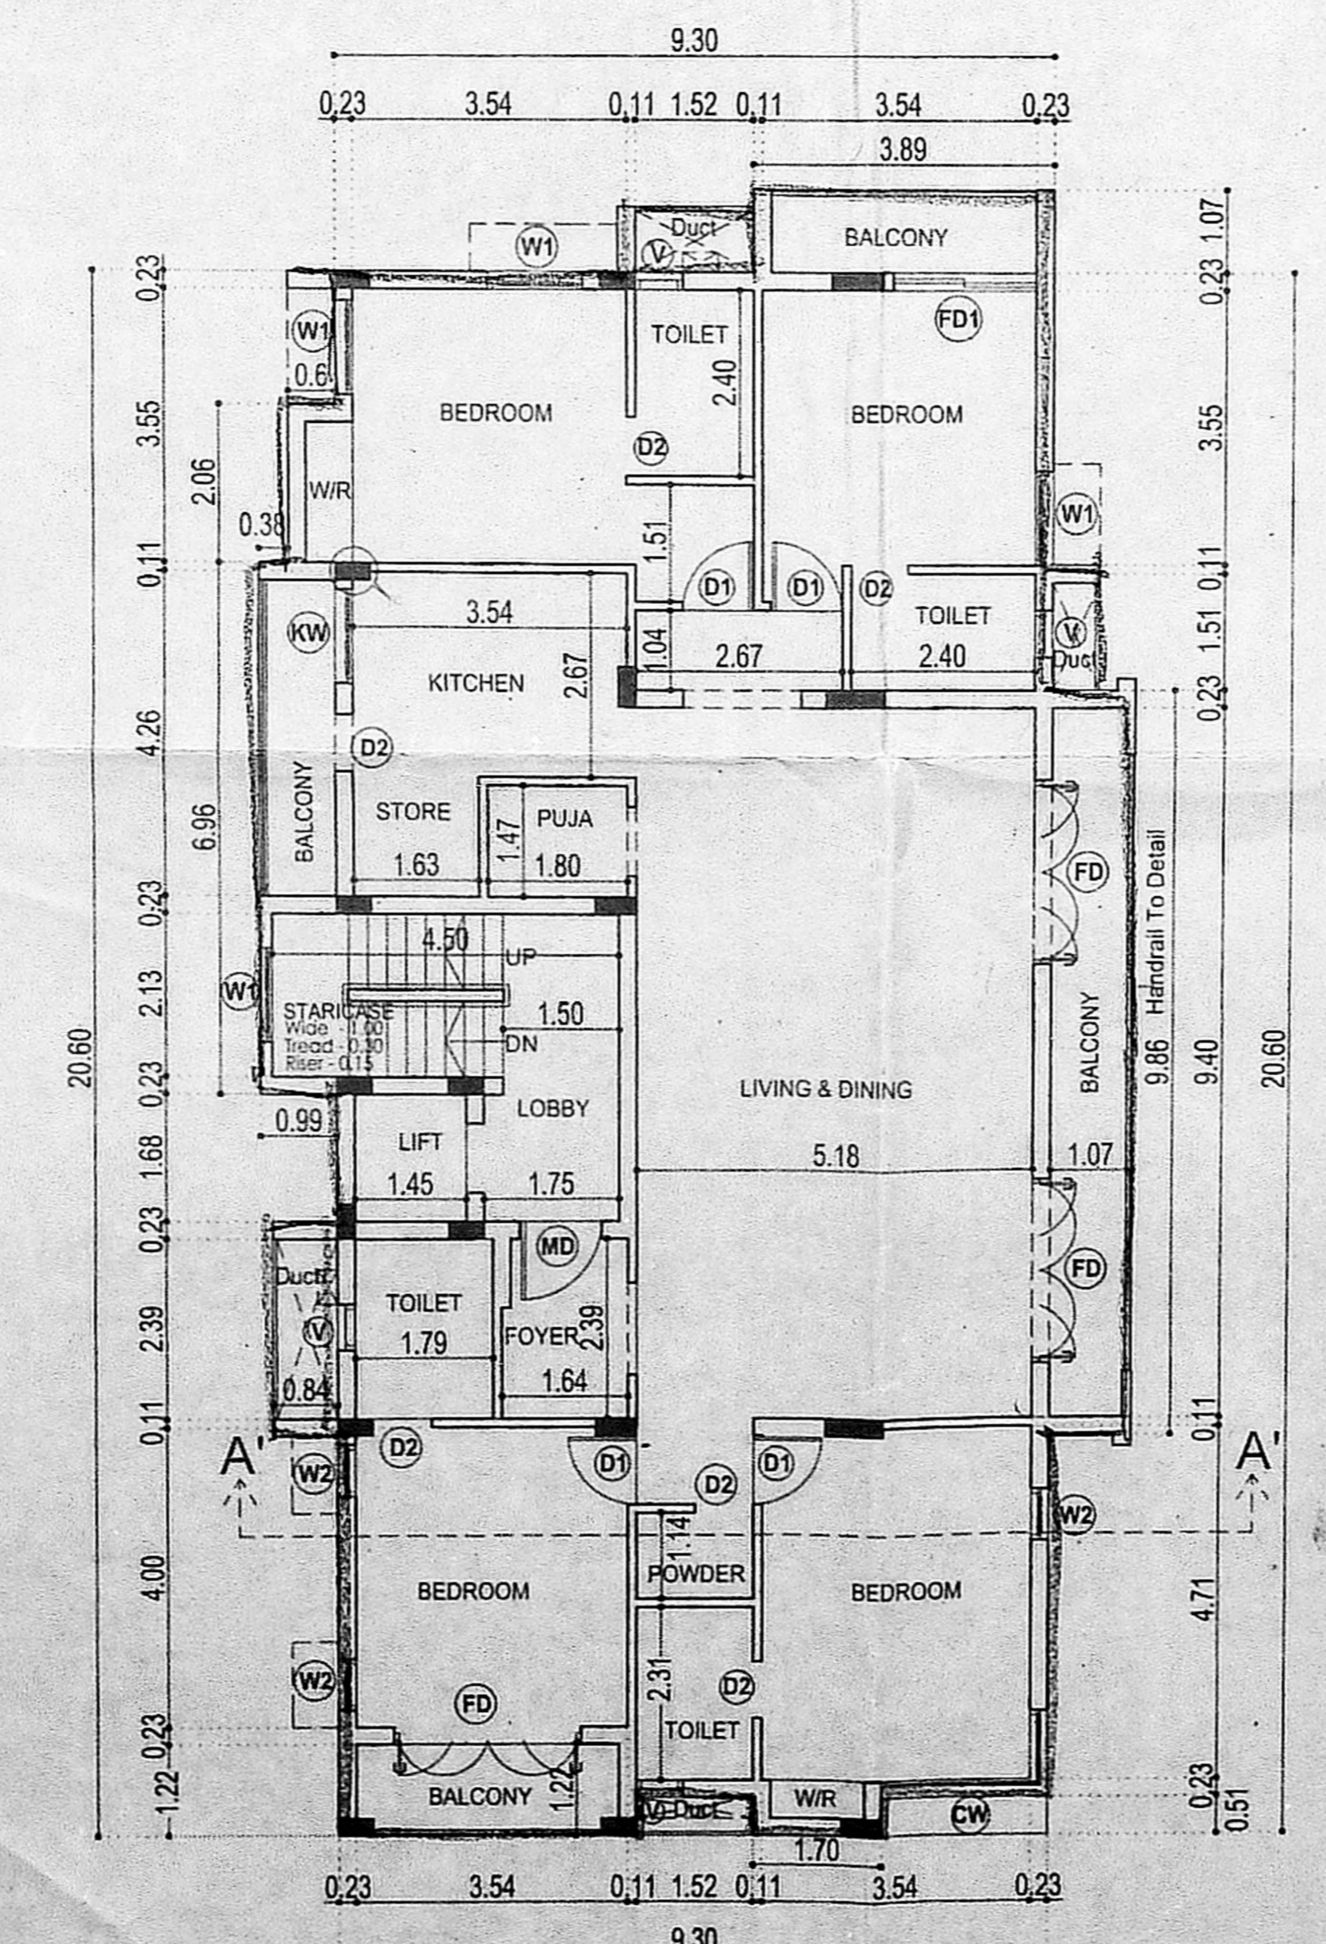 9.30
0.23 3.54 0.11 1.52 0.11 3.54 0.23
3.89
1.07
Duct
V
BALCONY
W1
0.23
0.23
W1
FD1
TOILET
0.6
2.40
BEDROOM
BEDROOM
3.55
3.55
D2
2.06
W/R
W1
0.38
1.51
0.11
0.11
D1
D1
D2
3.54
TOILET
KW
V
1.51
1.04
2.67
2.40
Duct
KITCHEN
2.67
0.23
4.26
D2
BALCONY
STORE
PUJA
6.96
1.47
1.63
1.80
FD
Handrail To Detail
0.23
4.50
UP
W1
2.13
STARICASE
Wide - 1.00
Tread - 0.30
Riser - 0.15
1.50
DN
20.60
BALCONY
9.86
9.40
20.60
0.23
LIVING & DINING
LOBBY
0.99
LIFT
1.68
5.18
1.07
1.45
1.75
0.23
MD
FD
Duct
TOILET
V
FOYER
2.39
2.39
1.79
0.84
1.64
0.11
0.11
A'
A'
D2
D1
D1
W2
D2
W2
1.14
POWDER
BEDROOM
BEDROOM
4.00
4.71
W2
2.31
D2
FD
0.23
TOILET
BALCONY
1.22
1.22
V
Duct
W/R
CW
0.23
0.51
1.70
0.23 3.54 0.11 1.52 0.11 3.54 0.23
9.30